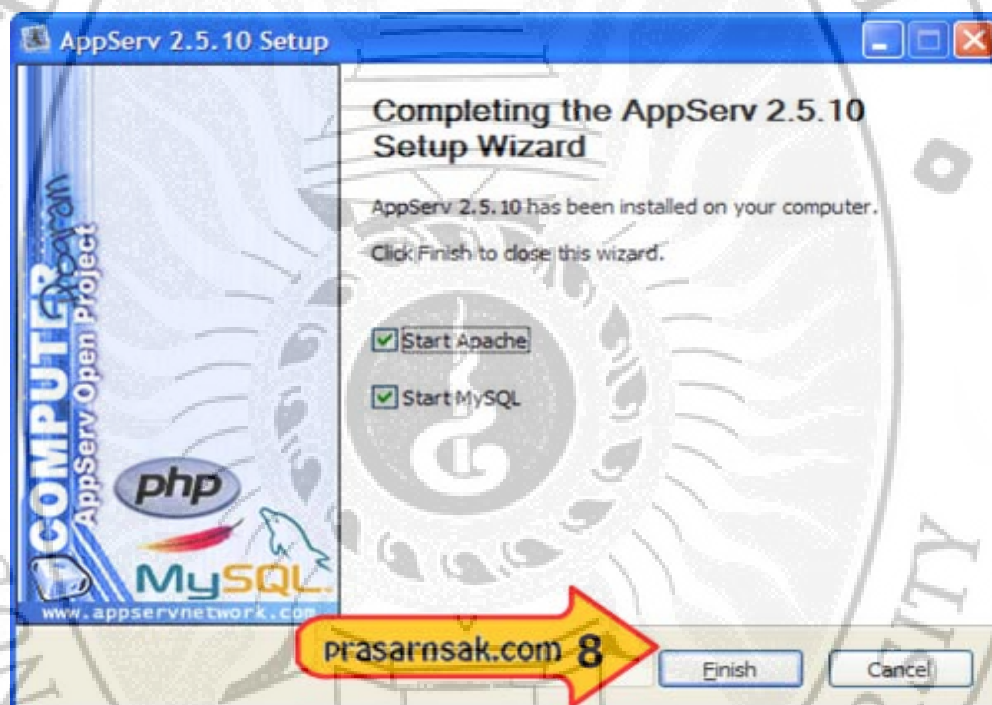 AppServ 2.5.10 Setup
Completing the AppServ 2.5.10
Setup Wizard
AppServ 2.5.10 has been installed on your computer.
Click Finish to close this wizard.
Start Apache
Start MySQL
COMPUTER
Program
AppServ Open Project
php
MySQL
www.appservnetwork.com
prasarnsak.com 8
Finish
Cancel